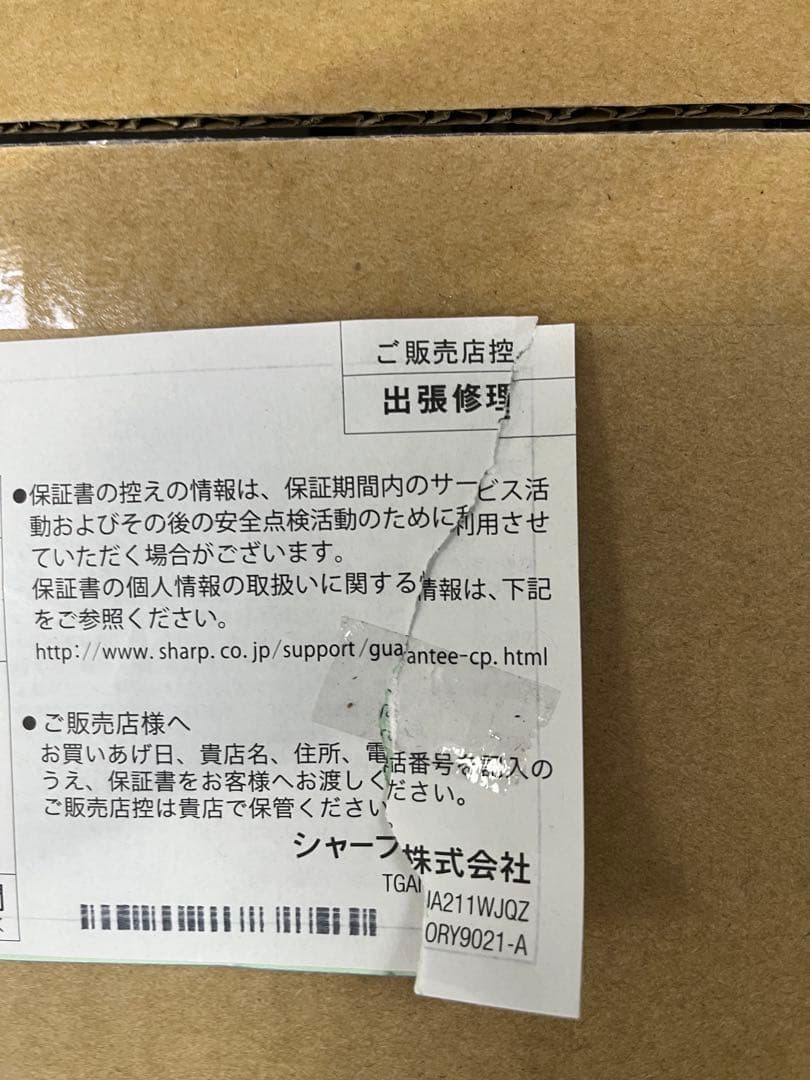 ご販売店控
出張修理
●保証書の控えの情報は、保証期間内のサービス活
動およびその後の安全点検活動のために利用させ
ていただく場合がございます。
保証書の個人情報の取扱いに関する情報は、下記
をご参照ください。
http://www.sharp.co.jp/support/gua antee-cp.html
●ご販売店様へ
お買いあげ日、貴店名、住所、電話番号を記入の
うえ、保証書をお客様へお渡しください。
ご販売店控は貴店で保管ください
シャープ株式会社
TGA A211WJQZ
ORY9021-A